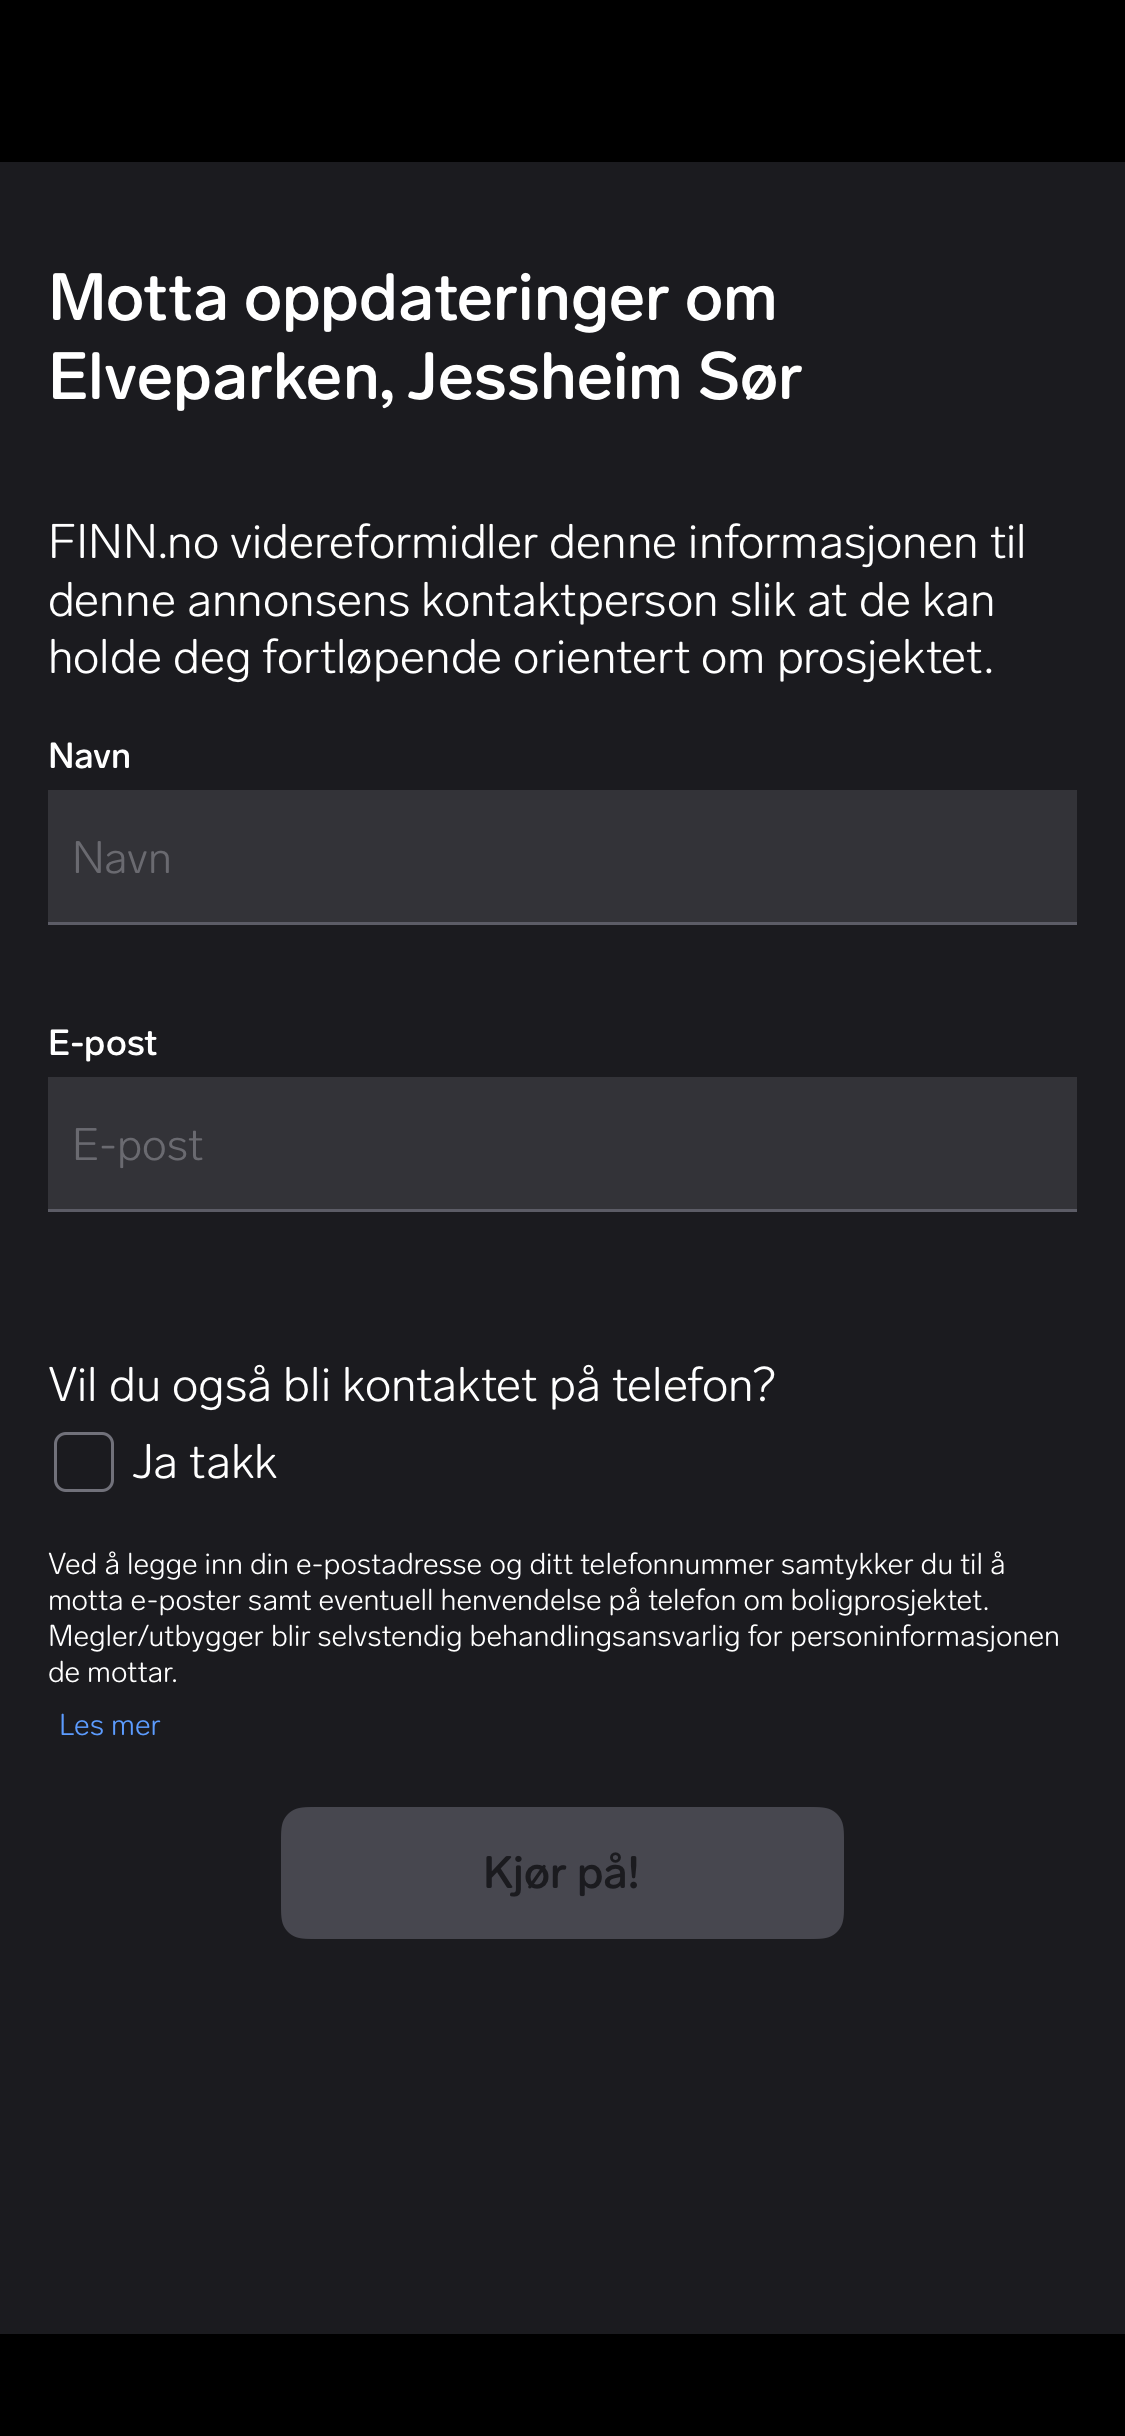 Motta oppdateringer om
Elveparken, Jessheim Sør
FINN.no videreformidler denne informasjonen til
denne annonsens kontaktperson slik at de kan
holde deg fortløpende orientert om prosjektet.
Navn
Navn
E-post
E-post
Vil du også bli kontaktet på telefon?
Ja takk
Ved å legge inn din e-postadresse og ditt telefonnummer samtykker du til å
motta e-poster samt eventuell henvendelse på telefon om boligprosjektet.
Megler/utbygger blir selvstendig behandlingsansvarlig for personinformasjonen
de mottar.
Les mer
Kjør på!